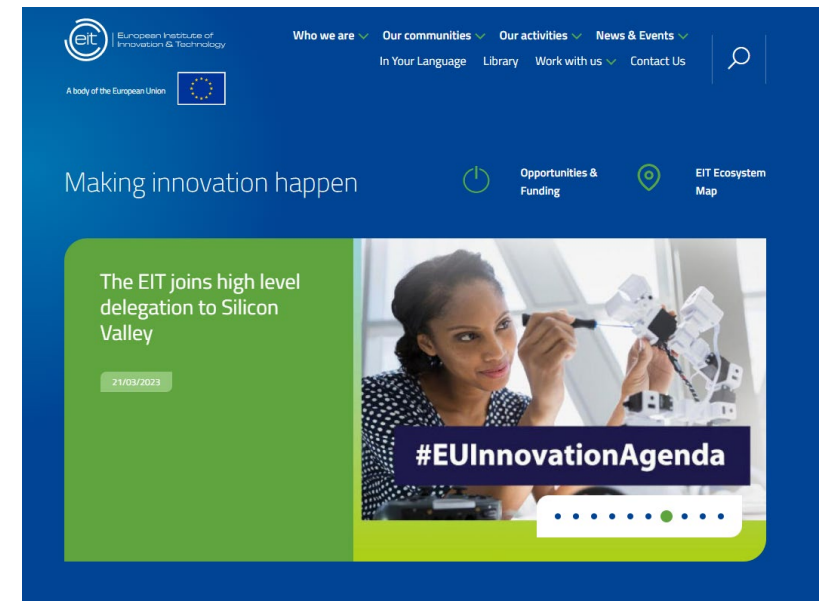 eit
European Institute of
Innovation & Technology
A body of the European Union
Who we are
Our communities
Our activities
News & Events
In Your Language
Library
Work with us
Contact Us
Making innovation happen
Opportunities &
Funding
EIT Ecosystem
Map
The EIT joins high level
delegation to Silicon
Valley
21/03/2023
#EUInnovationAgenda